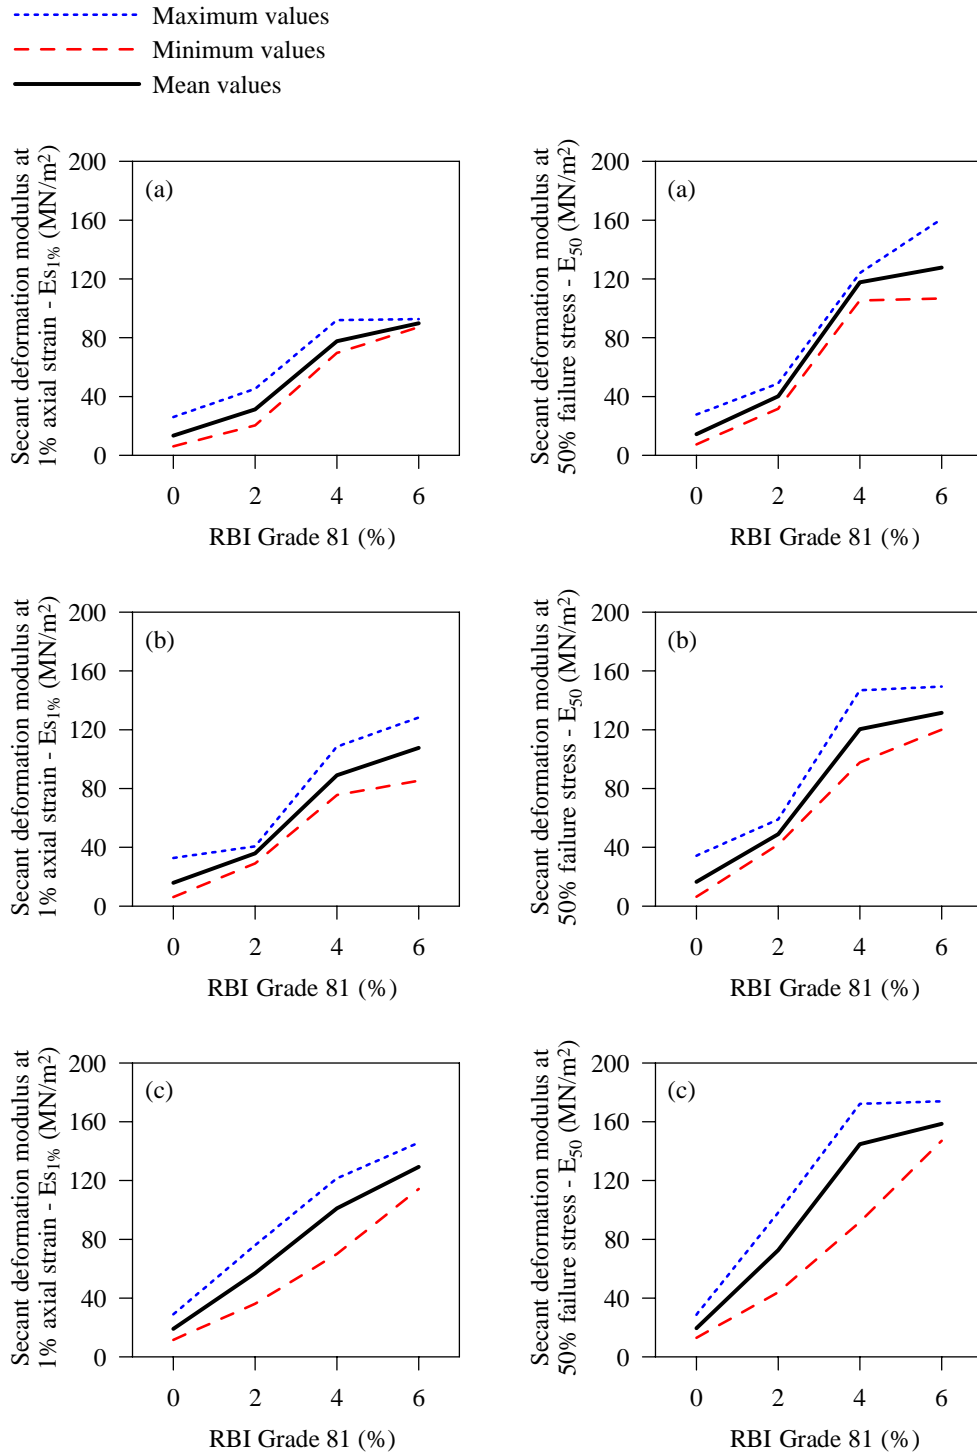 Maximum values
Minimum values
Mean values
Secant deformation modulus at
1% axial strain - Es1% (MN/m²)
200
160
120
80
40
0
(a)
0 2 4 6
RBI Grade 81 (%)
Secant deformation modulus at
50% failure stress - E50 (MN/m²)
200
160
120
80
40
0
(a)
0 2 4 6
RBI Grade 81 (%)
Secant deformation modulus at
1% axial strain - Es1% (MN/m²)
200
160
120
80
40
0
(b)
0 2 4 6
RBI Grade 81 (%)
Secant deformation modulus at
50% failure stress - E50 (MN/m²)
200
160
120
80
40
0
(b)
0 2 4 6
RBI Grade 81 (%)
Secant deformation modulus at
1% axial strain - Es1% (MN/m²)
200
160
120
80
40
0
(c)
0 2 4 6
RBI Grade 81 (%)
Secant deformation modulus at
50% failure stress - E50 (MN/m²)
200
160
120
80
40
0
(c)
0 2 4 6
RBI Grade 81 (%)